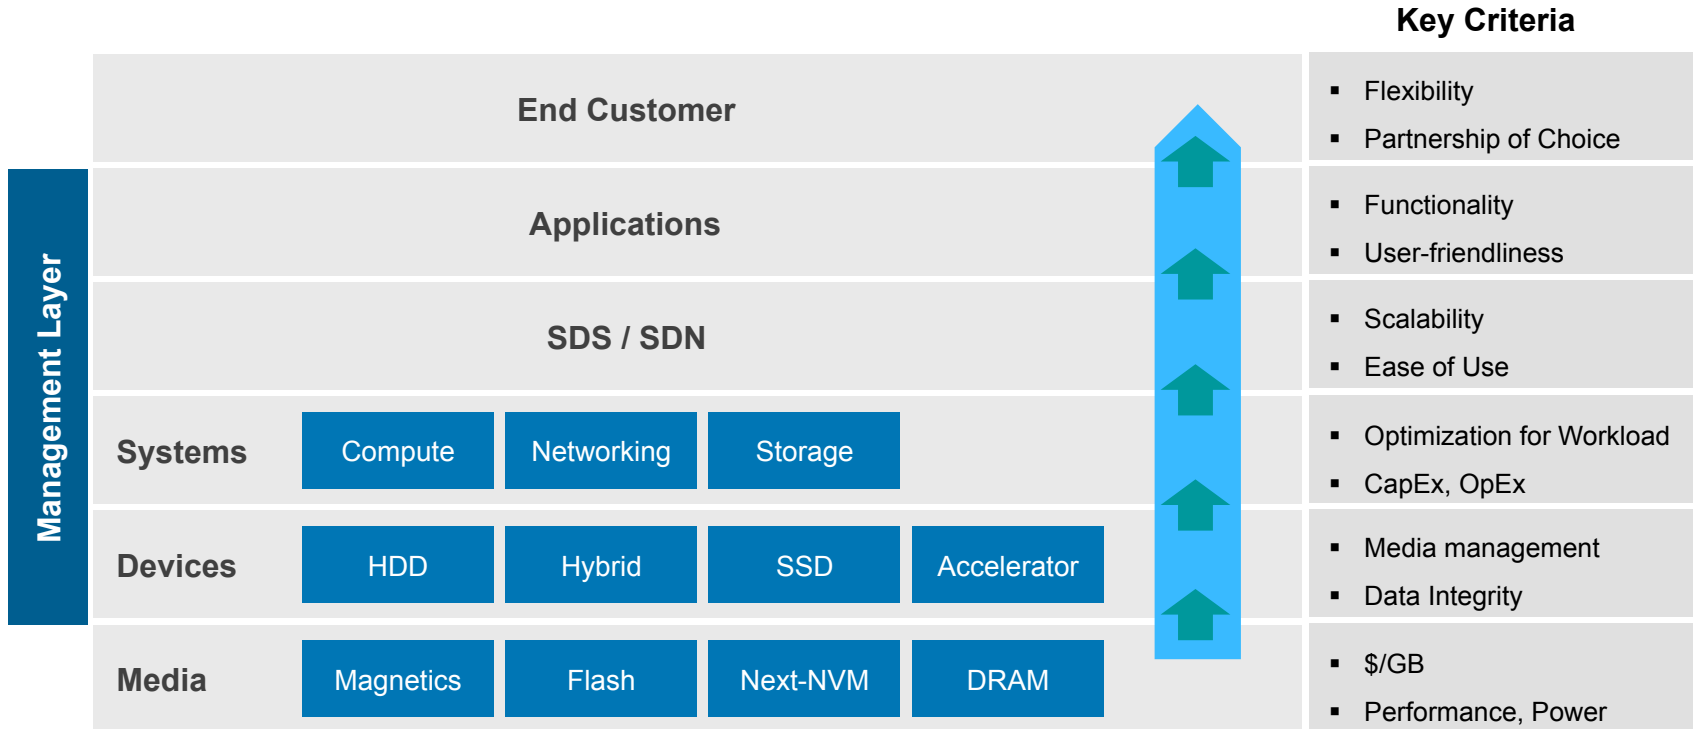 Key Criteria
End Customer
▪ Flexibility
▪ Partnership of Choice
Management Layer
Applications
▪ Functionality
▪ User-friendliness
SDS / SDN
▪ Scalability
▪ Ease of Use
Systems
Compute
Networking
Storage
▪ Optimization for Workload
▪ CapEx, OpEx
Devices
HDD
Hybrid
SSD
Accelerator
▪ Media management
▪ Data Integrity
Media
Magnetics
Flash
Next-NVM
DRAM
▪ $/GB
▪ Performance, Power